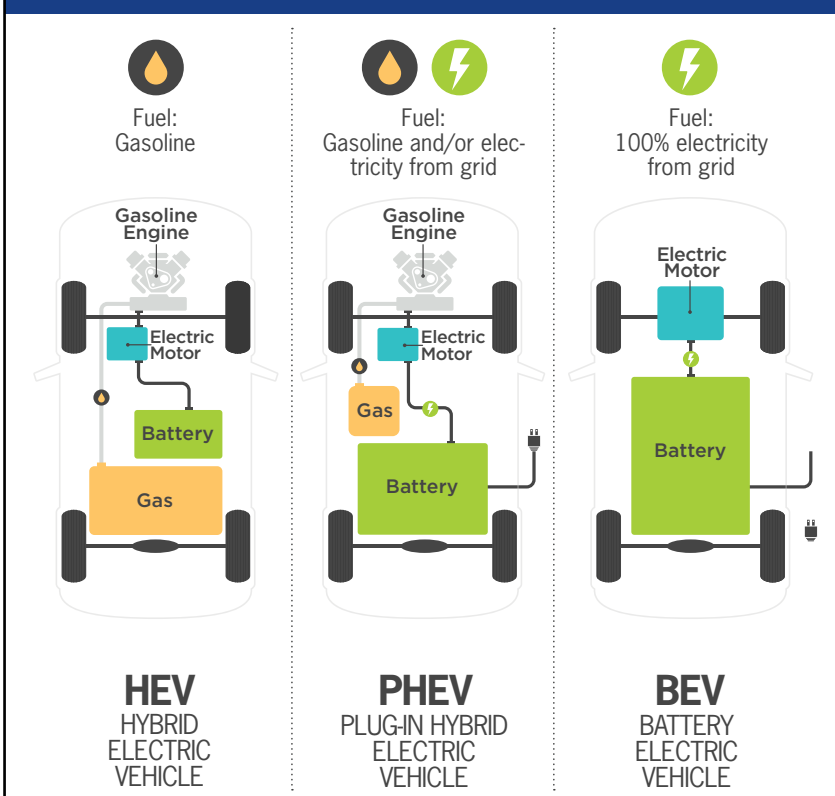 Fuel:
Gasoline
Gasoline
Engine
Electric
Motor
Battery
Gas
HEV
HYBRID
ELECTRIC
VEHICLE
Fuel:
Gasoline and/or elec-
tricity from grid
Gasoline
Engine
Electric
Motor
Gas
Battery
PHEV
PLUG-IN HYBRID
ELECTRIC
VEHICLE
Fuel:
100% electricity
from grid
Electric
Motor
Battery
BEV
BATTERY
ELECTRIC
VEHICLE